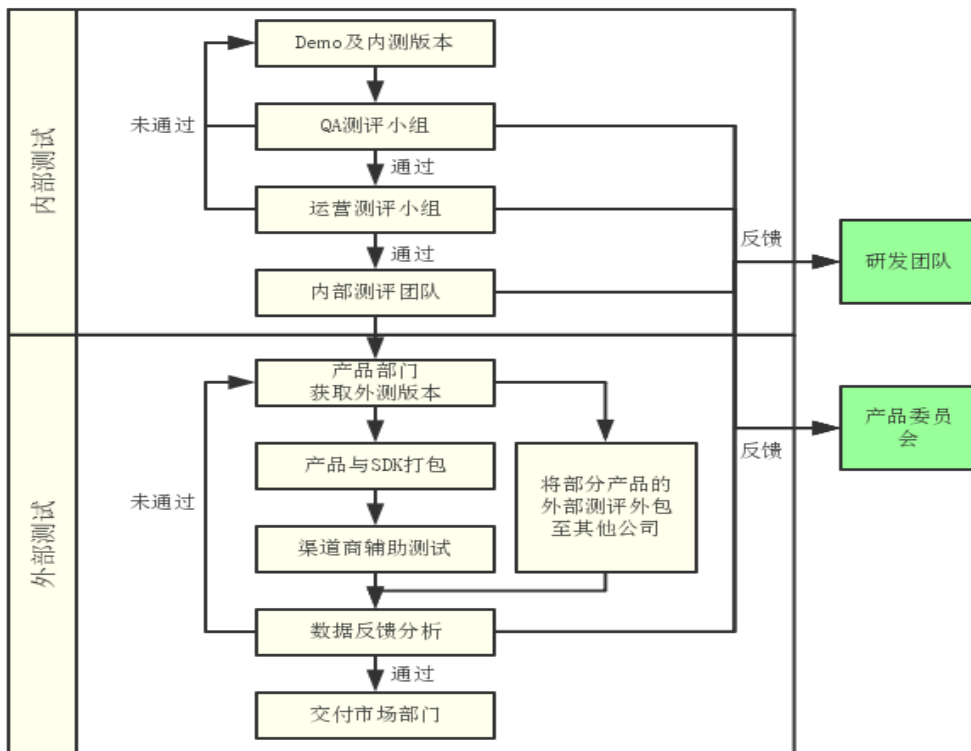 内部测试
Demo及内测版本
未通过
QA测评小组
通过
运营测评小组
通过
内部测评团队
反馈
研发团队
外部测试
产品部门
获取外测版本
产品委员
会
反馈
产品与SDK打包
将部分产品的
外部测评外包
至其他公司
未通过
渠道商辅助测试
数据反馈分析
通过
交付市场部门